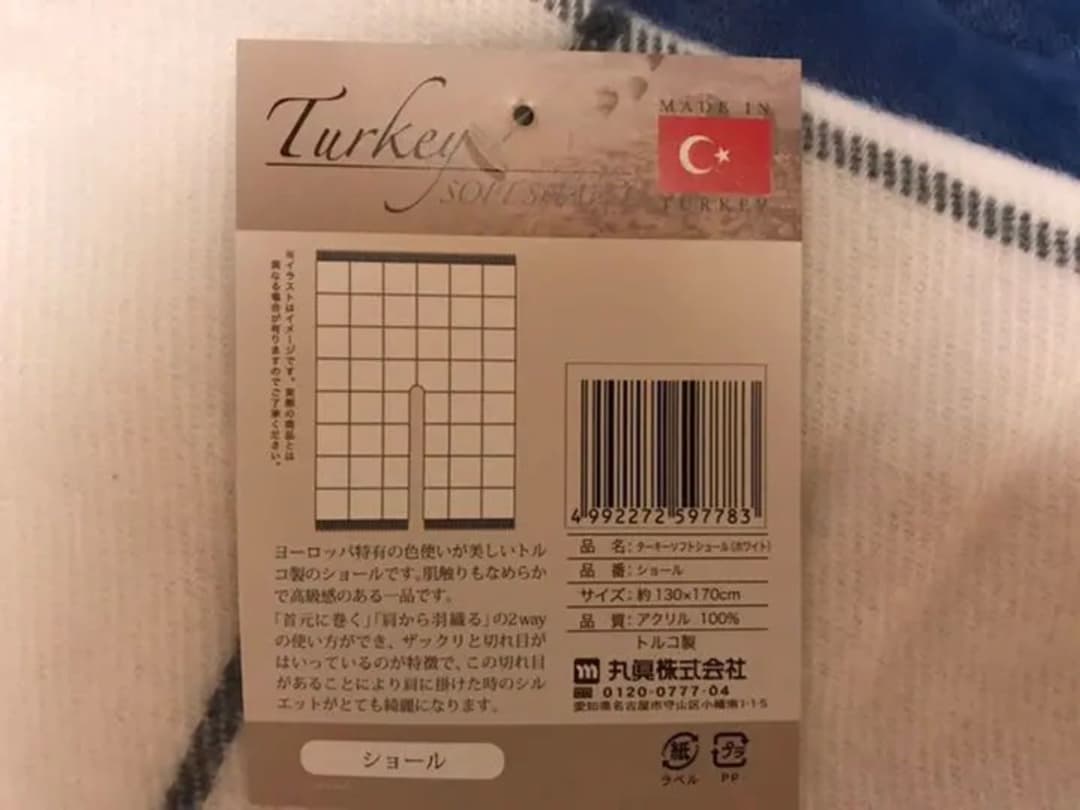 Turkey
SOFT SHAWL
MADE IN
TURKEY
※イラストはイメージです。実際の商品とは
異なる場合が有りますのでご了承ください。
ヨーロッパ特有の色使いが美しいトル
コ製のショールです。肌触りもなめらか
で高級感のある一品です。
「首元に巻く」「肩から羽織る」の2way
の使い方ができ、ザックリと切れ目が
はいっているのが特徴で、この切れ目
があることにより肩に掛けた時のシル
エットがとても綺麗になります。
4 992272 597783
品 名：ターキーソフトショール(ホワイト)
品 番：ショール
サイズ：約130×170cm
品 質：アクリル 100%
トルコ製
m 丸眞株式会社
0120-0777-04
愛知県名古屋市守山区小幡南1-1-5
ショール
紙
ラベル
プラ
PP